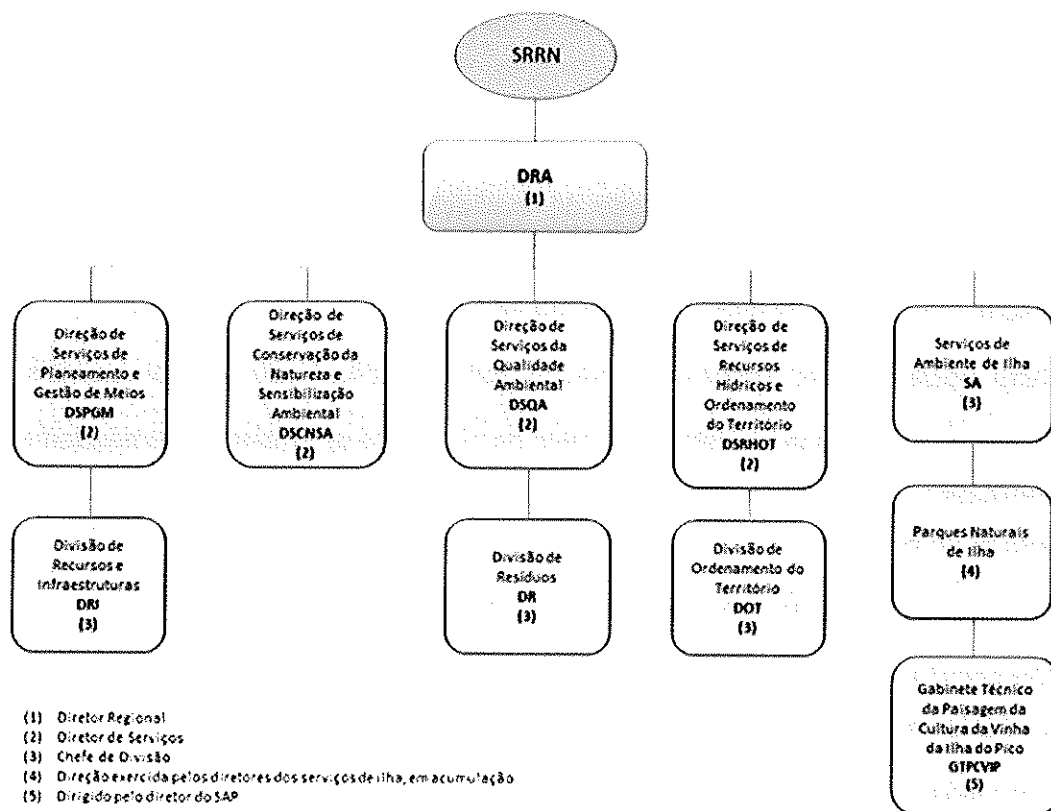 SRRN
DRA
(1)
Direção de
Serviços de
Planeamento e
Gestão de Meios
DSPGM
(2)
Direção de
Serviços de
Conservação da
Natureza e
Sensibilização
Ambiental
DSCNSA
(2)
Direção de
Serviços da
Qualidade
Ambiental
DSQA
(2)
Direção de
Serviços de
Recursos
Hídricos e
Ordenamento
do Território
DSRHOT
(2)
Serviços de
Ambiente de Ilha
SA
(3)
Divisão de
Recursos e
Infraestruturas
DRI
(3)
Divisão de
Resíduos
DR
(3)
Divisão de
Ordenamento do
Território
DOT
(3)
Parques Naturais
de Ilha
(4)
Gabinete Técnico
da Paisagem da
Cultura da Vinha
da Ilha do Pico
GTPCVIP
(5)
(1) Diretor Regional
(2) Diretor de Serviços
(3) Chefe de Divisão
(4) Direção exercida pelos diretores dos serviços de ilha, em acumulação
(5) Dirigido pelo diretor do SAP